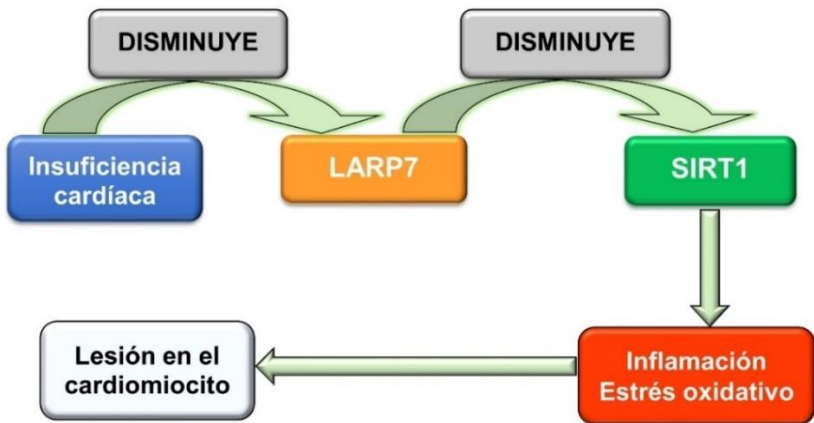 DISMINUYE
DISMINUYE
Insuficiencia
cardíaca
LARP7
SIRT1
Lesión en el
cardiomiocito
Inflamación
Estrés oxidativo